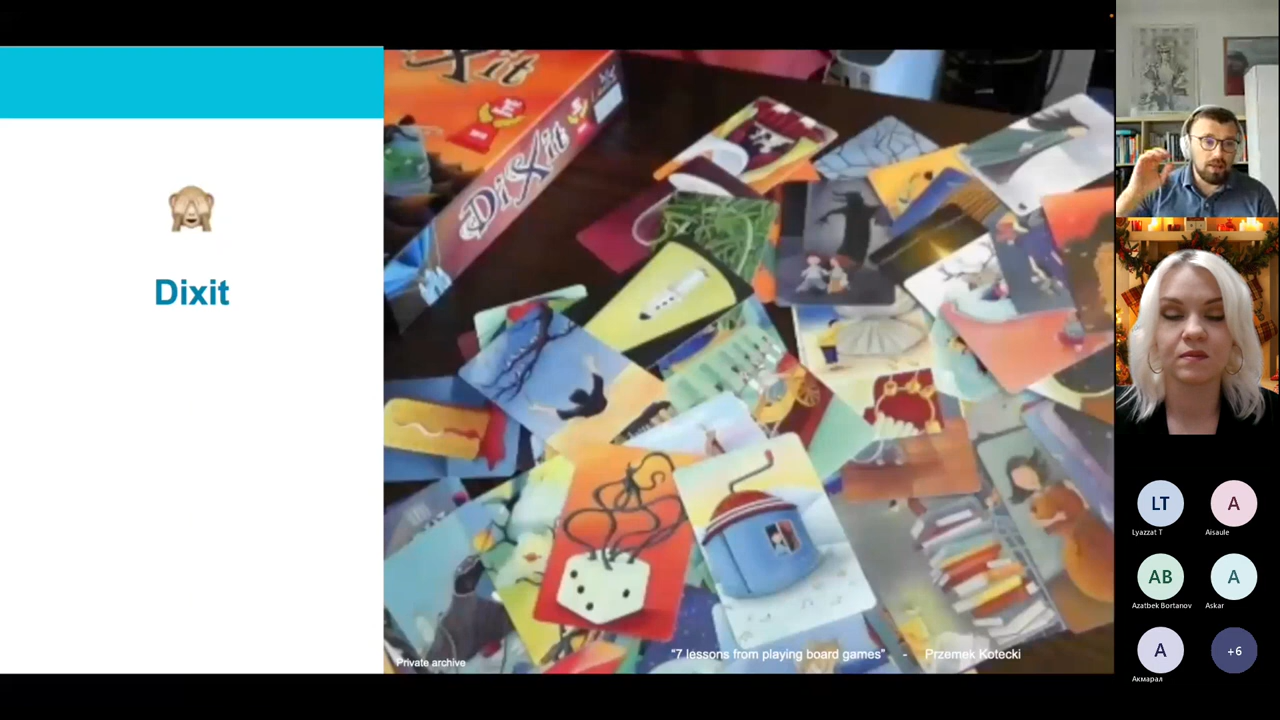 Dixit
Xit
DiXit
Private archive
"7 lessons from playing board games" - Przemek Kotecki
LT
Lyazzat T
A
Aisaule
AB
Azatbek Bortanov
A
Askar
A
Акмарал
+6